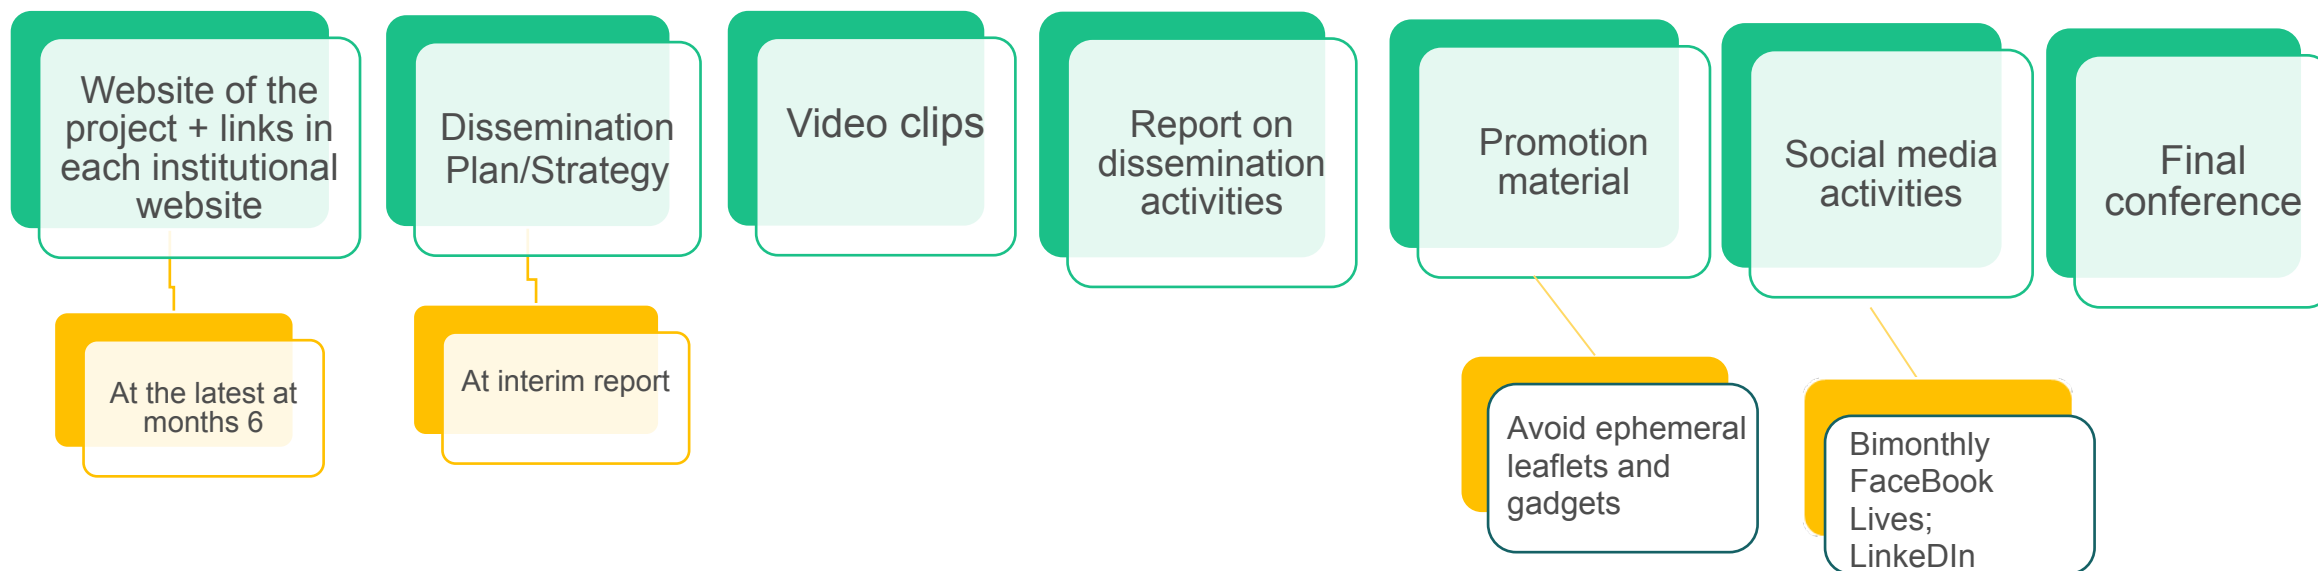 Website of the
project + links in
each institutional
website
Dissemination
Plan/Strategy
Video clips
Report on
dissemination
activities
Promotion
material
Social media
activities
Final
conference
At the latest at
months 6
At interim report
Avoid ephemeral
leaflets and
gadgets
Bimonthly
FaceBook
Lives;
LinkeDIn